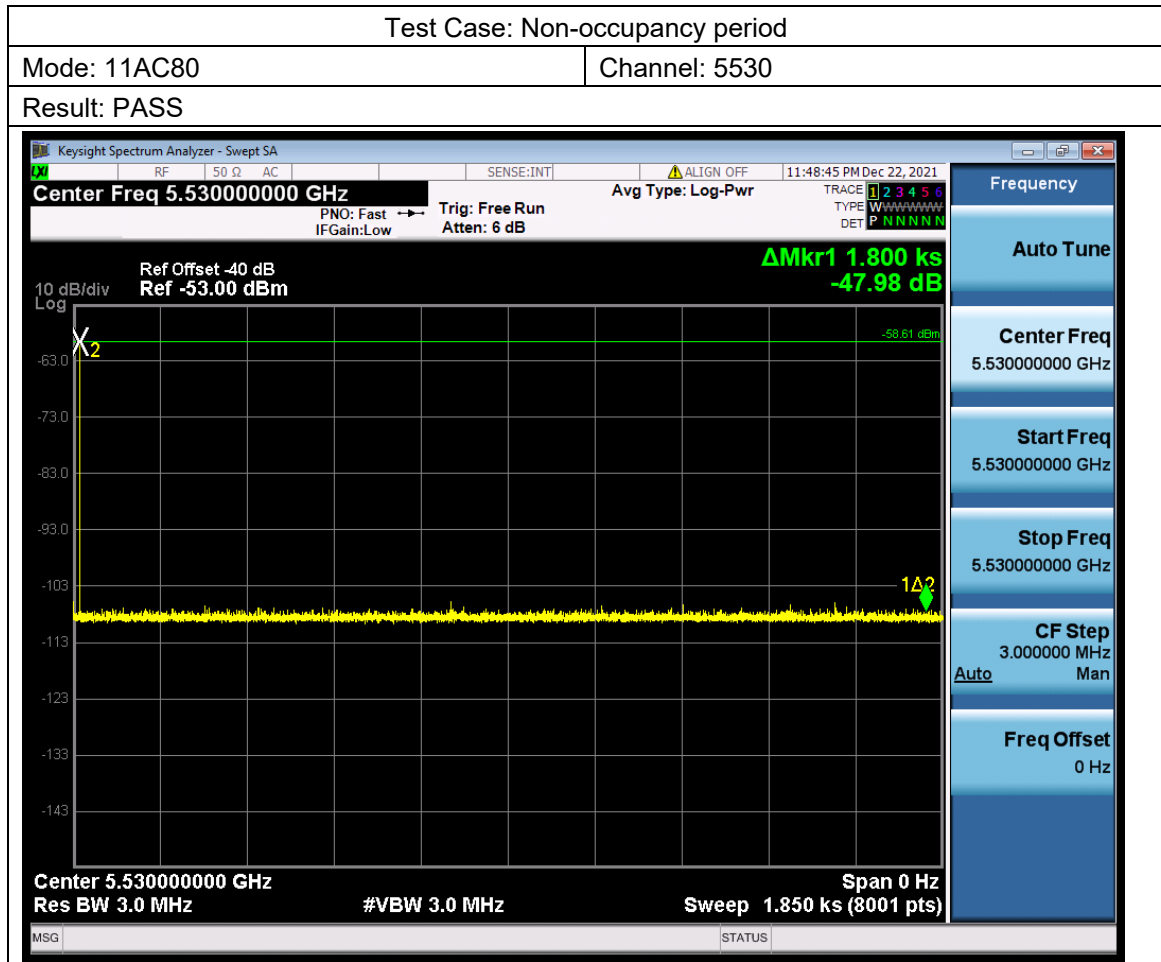 Test Case: Non-occupancy period
Mode: 11AC80 Channel: 5530
Result: PASS
Keysight Spectrum Analyzer - Swept SA
LXI RF 50 Ω AC SENSE:INT ALIGN OFF 11:48:45 PM Dec 22, 2021
Center Freq 5.530000000 GHz Avg Type: Log-Pwr TRACE 1 2 3 4 5 6
PNO: Fast Trig: Free Run TYPE WWWWWWW
IFGain:Low Atten: 6 dB DET P N N N N N
ΔMkr1 1.800 ks
-47.98 dB
Ref Offset -40 dB
10 dB/div Ref -53.00 dBm
Log
-58.61 dBm
X2
-63.0
-73.0
-83.0
-93.0
-103
1Δ2
-113
-123
-133
-143
Center 5.530000000 GHz Span 0 Hz
Res BW 3.0 MHz #VBW 3.0 MHz Sweep 1.850 ks (8001 pts)
MSG STATUS
Frequency
Auto Tune
Center Freq
5.530000000 GHz
Start Freq
5.530000000 GHz
Stop Freq
5.530000000 GHz
CF Step
3.000000 MHz
Auto Man
Freq Offset
0 Hz